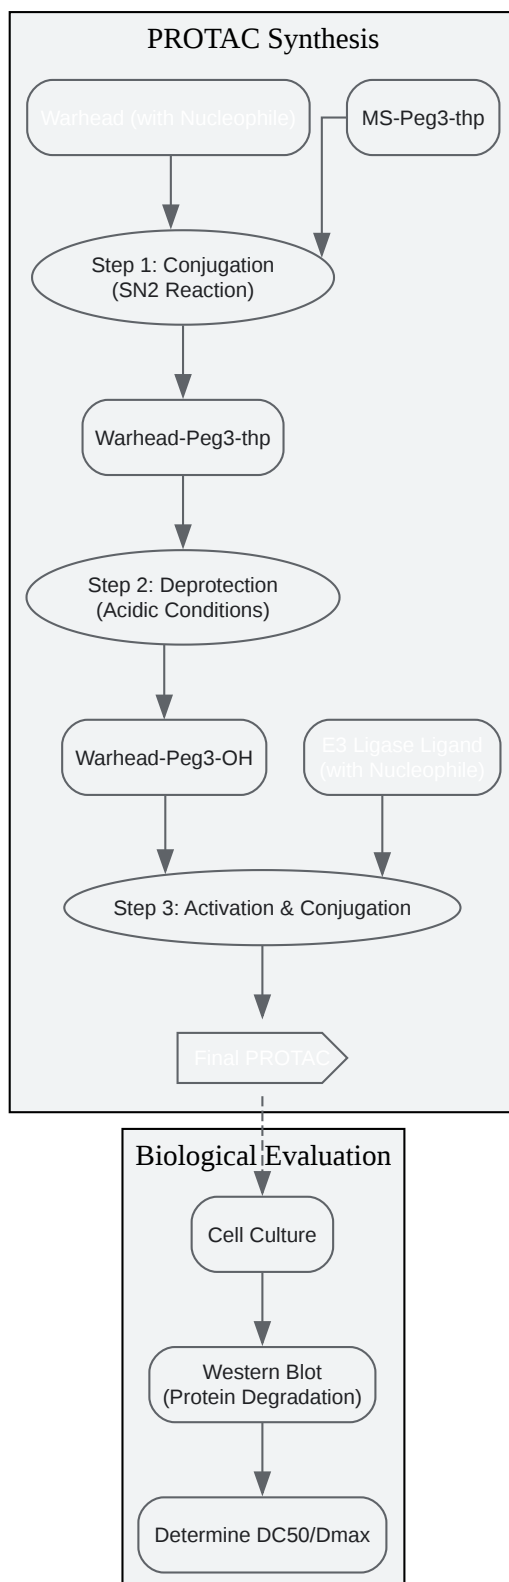 PROTAC Synthesis
Warhead (with Nucleophile)
MS-Peg3-thp
Step 1: Conjugation
(SN2 Reaction)
Warhead-Peg3-thp
Step 2: Deprotection
(Acidic Conditions)
Warhead-Peg3-OH
E3 Ligase Ligand
(with Nucleophile)
Step 3: Activation & Conjugation
Final PROTAC
Biological Evaluation
Cell Culture
Western Blot
(Protein Degradation)
Determine DC50/Dmax